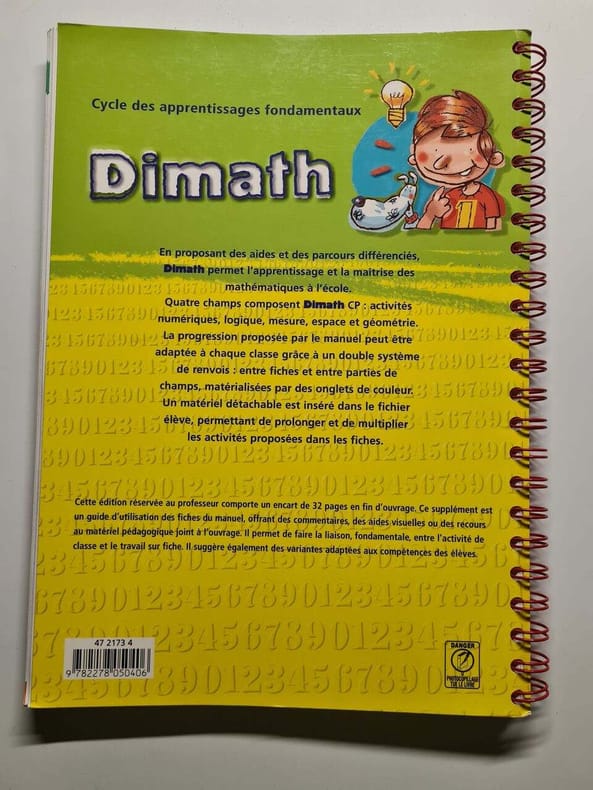 Cycle des apprentissages fondamentaux
Dimath
1
En proposant des aides et des parcours différenciés,
Dimath permet l'apprentissage et la maîtrise des
mathématiques à l'école.
Quatre champs composent Dimath CP : activités
numériques, logique, mesure, espace et géométrie.
La progression proposée par le manuel peut être
adaptée à chaque classe grâce à un double système
de renvois : entre fiches et entre parties de
champs, matérialisées par des onglets de couleur.
Un matériel détachable est inséré dans le fichier
élève, permettant de prolonger et de multiplier
les activités proposées dans les fiches.
Cette édition réservée au professeur comporte un encart de 32 pages en fin d'ouvrage. Ce supplément est
un guide d'utilisation des fiches du manuel, offrant des commentaires, des aides visuelles ou des recours
au matériel pédagogique joint à l'ouvrage. Il permet de faire la liaison, fondamentale, entre l'activité de
classe et le travail sur fiche. Il suggère également des variantes adaptées aux compétences des élèves.
47 2173 4
9 782278 050406
DANGER
PHOTOCOPILLAGE
TUE LE LIVRE